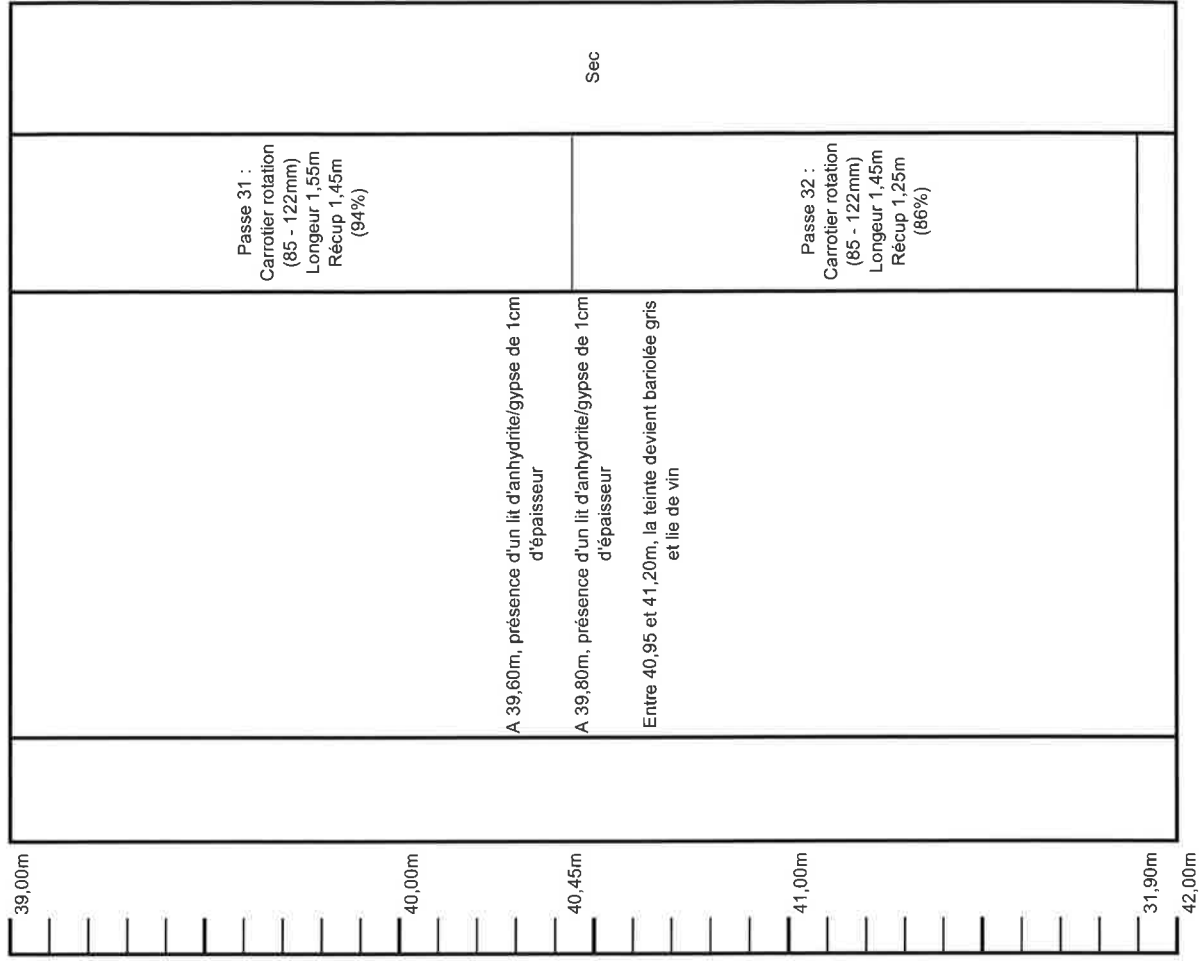 39,00m
40,00m
40,45m
41,00m
31,90m
42,00m
A 39,60m, présence d'un lit d'anhydrite/gypse de 1cm
d'épaisseur
A 39,80m, présence d'un lit d'anhydrite/gypse de 1cm
d'épaisseur
Entre 40,95 et 41,20m, la teinte devient bariolée gris
et lie de vin
Passe 31 :
Carrotier rotation
(85 - 122mm)
Longeur 1,55m
Récup 1,45m
(94%)
Passe 32 :
Carrotier rotation
(85 - 122mm)
Longeur 1,45m
Récup 1,25m
(86%)
Sec